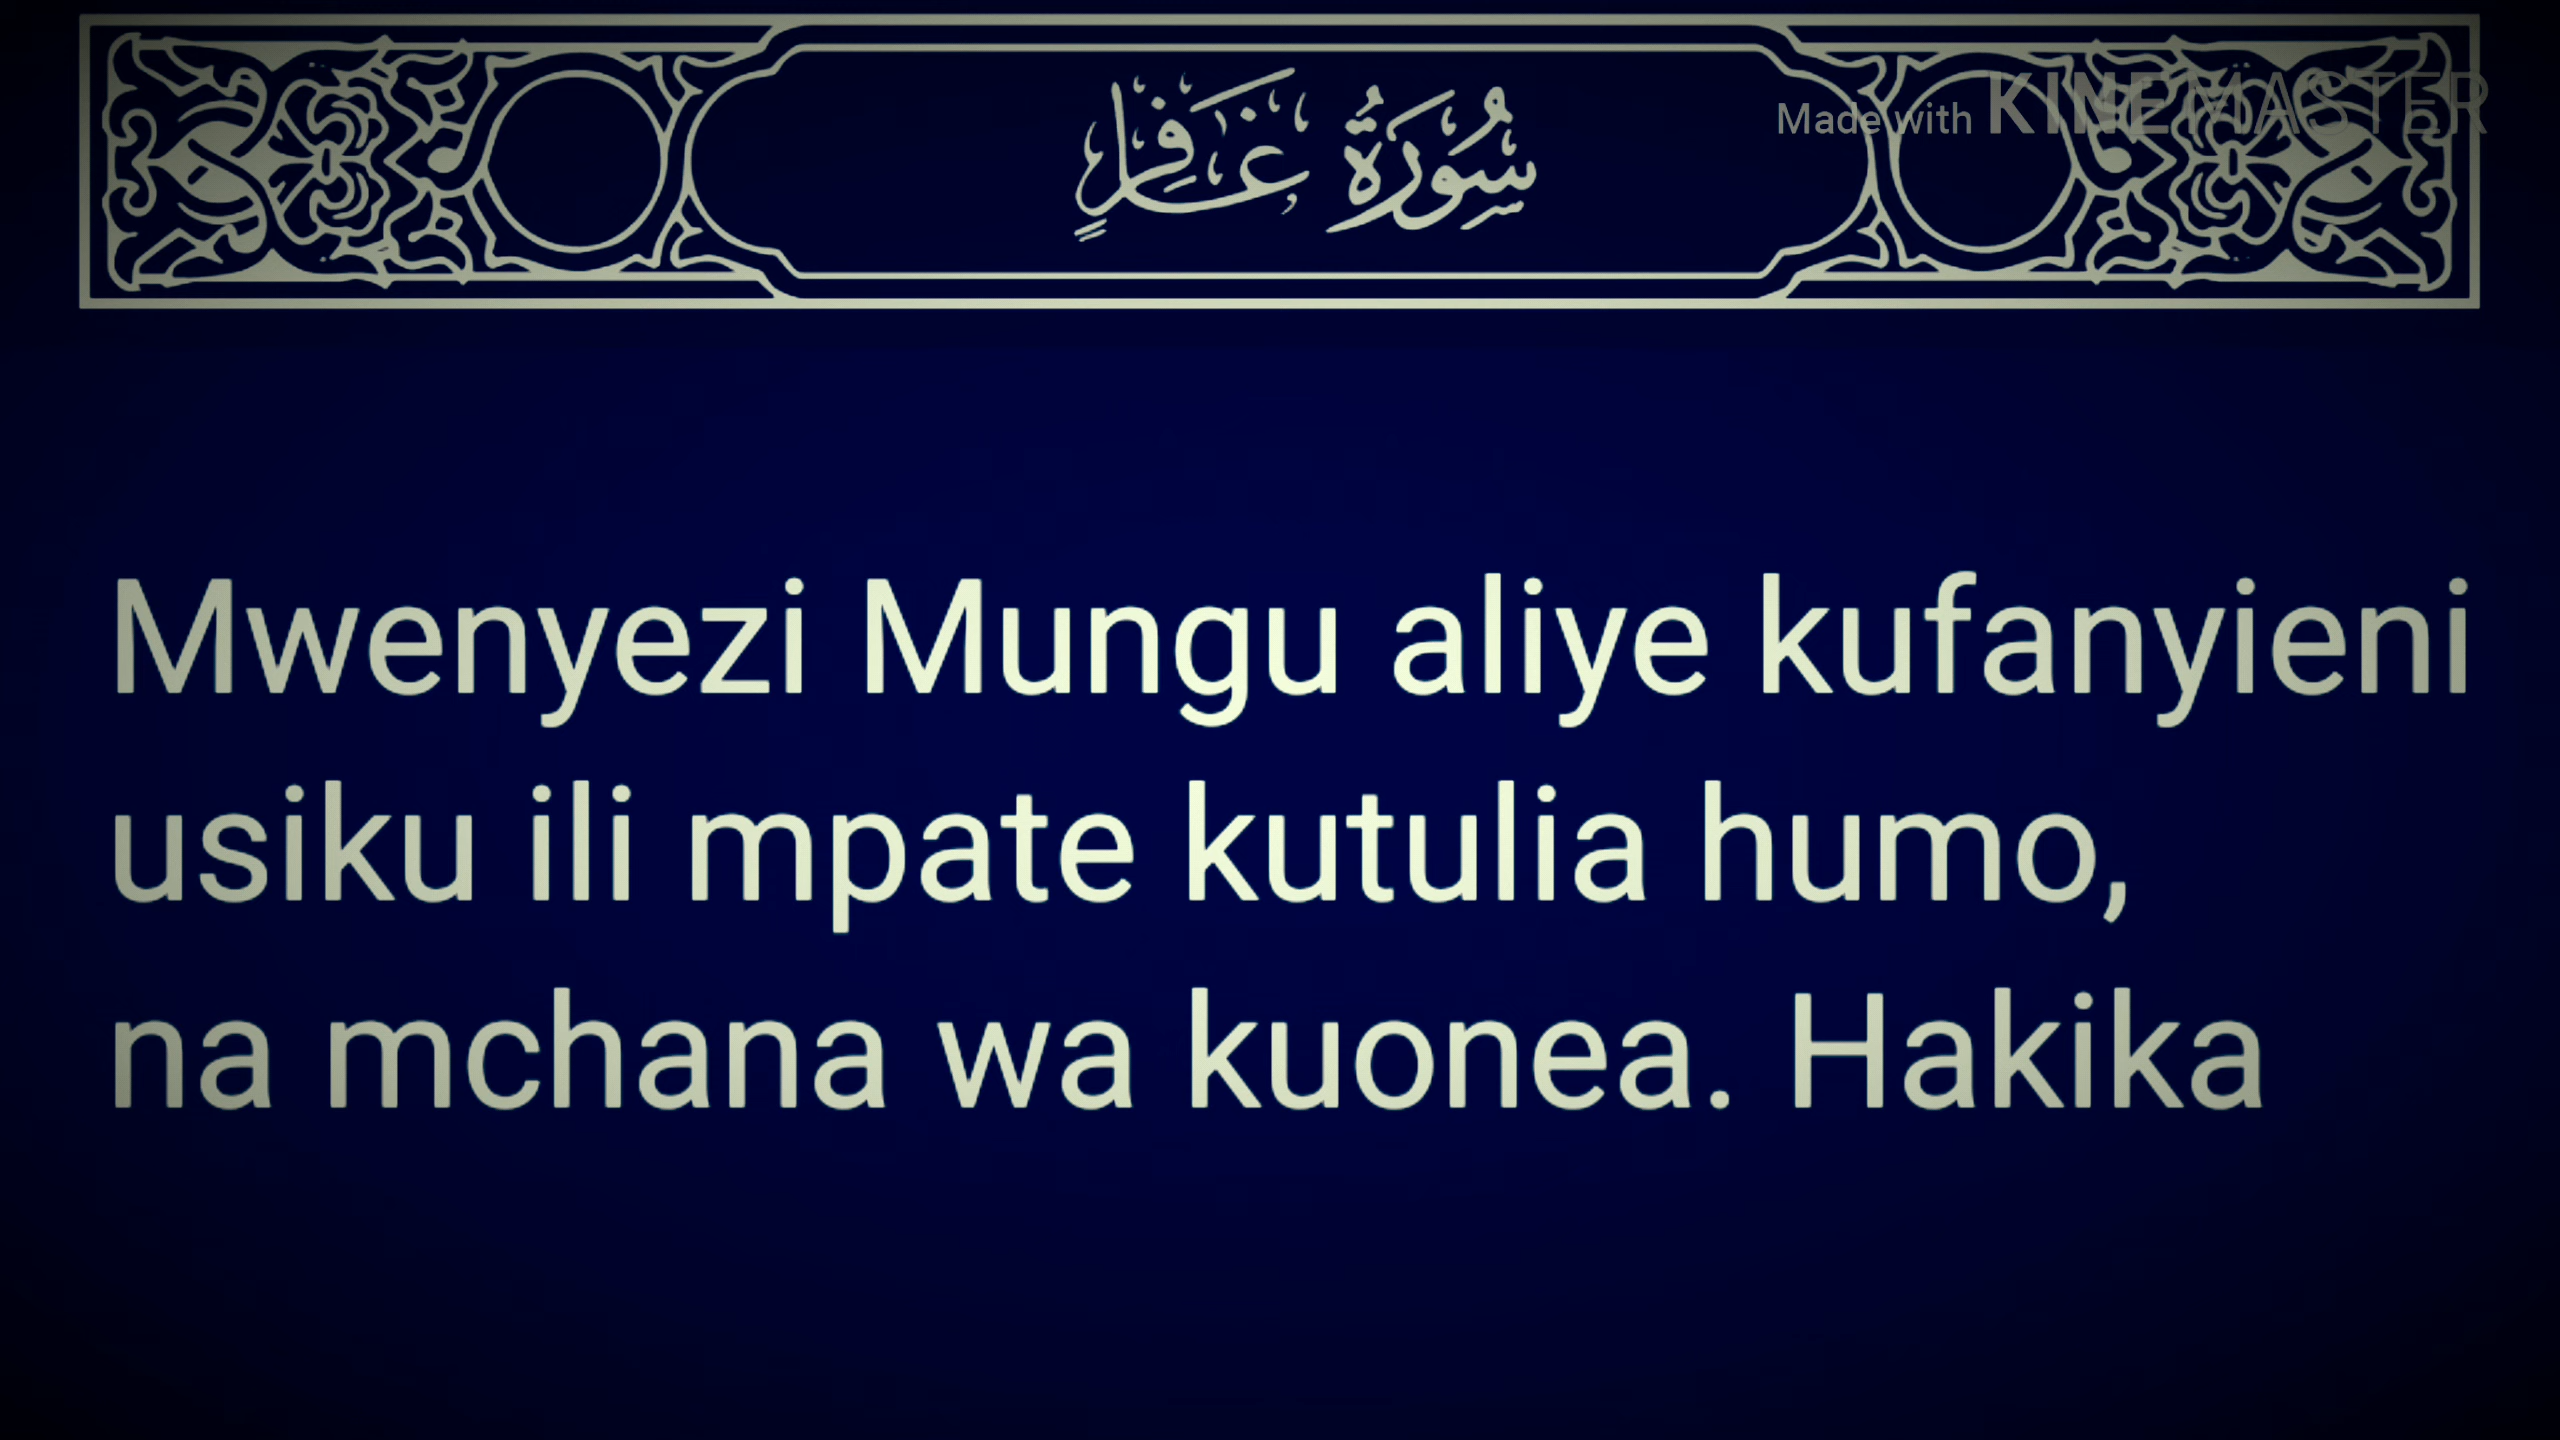 سُورَةُ غَافِرٍ
Made with KINEMASTER
Mwenyezi Mungu aliye kufanyieni
usiku ili mpate kutulia humo,
na mchana wa kuonea. Hakika